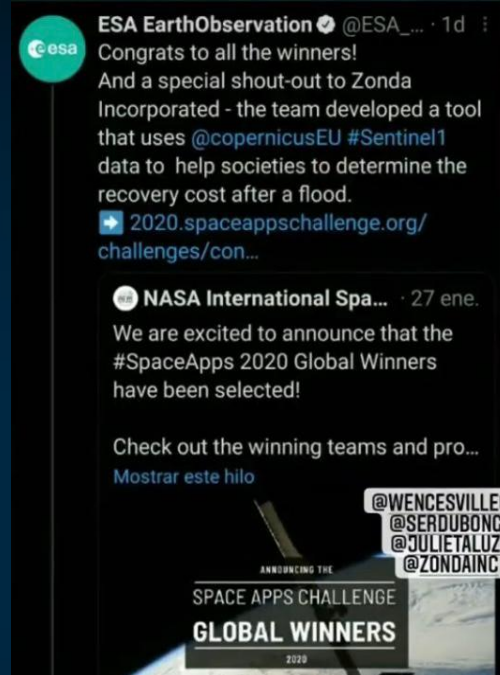 esa
ESA EarthObservation @ESA_... · 1d
Congrats to all the winners!
And a special shout-out to Zonda
Incorporated - the team developed a tool
that uses @copernicusEU #Sentinel1
data to help societies to determine the
recovery cost after a flood.
➡ 2020.spaceappschallenge.org/
challenges/con...
NASA International Spa... · 27 ene.
We are excited to announce that the
#SpaceApps 2020 Global Winners
have been selected!
Check out the winning teams and pro...
Mostrar este hilo
@WENCESVILLE
@SERDUBONC
@JULIETALUZ
@ZONDAINC
ANNOUNCING THE
SPACE APPS CHALLENGE
GLOBAL WINNERS
2020